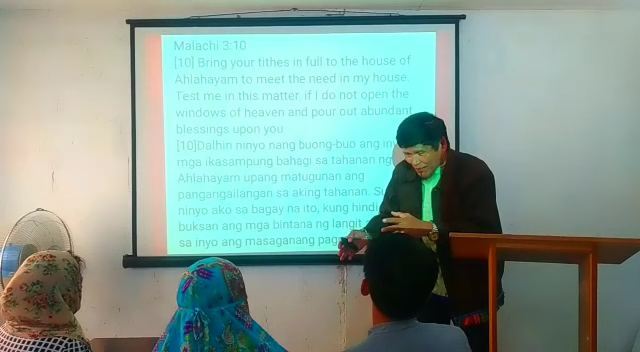 Malachi 3:10
[10] Bring your tithes in full to the house of
Ahlahayam to meet the need in my house.
Test me in this matter, if I do not open the
windows of heaven and pour out abundant
blessings upon you
[10]Dalhin ninyo nang buong-buo ang
mga ikasampung bahagi sa tahanan ng
Ahlahayam upang matugunan ang
pangangailangan sa aking tahanan.
ninyo ako sa bagay na ito, kung hindi
buksan ang mga bintana ng langit
sa inyo ang masaganang